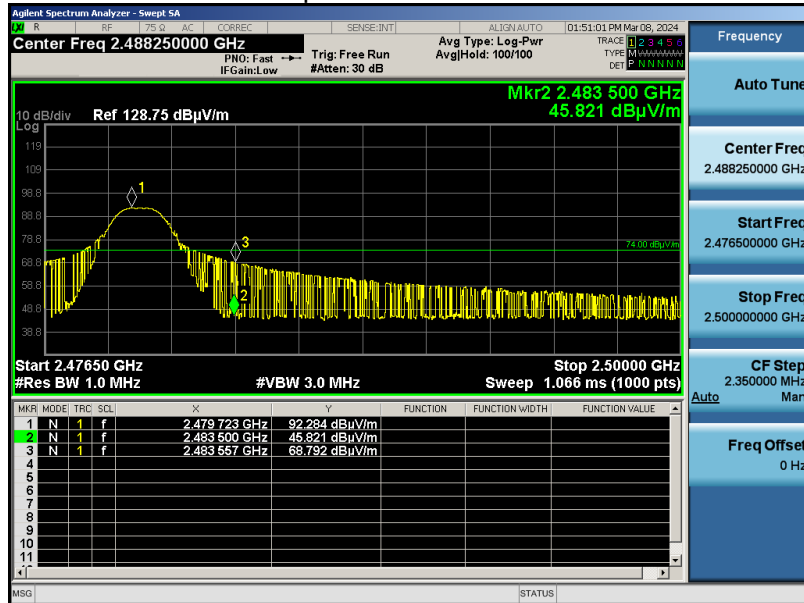 Agilent Spectrum Analyzer - Swept SA
LXI R RF 75 Ω AC CORREC SENSE:INT ALIGN AUTO 01:51:01 PM Mar 08, 2024
Center Freq 2.488250000 GHz
PNO: Fast
IFGain:Low
Trig: Free Run
#Atten: 30 dB
Avg Type: Log-Pwr
Avg|Hold: 100/100
TRACE 1 2 3 4 5 6
TYPE M
DET P N N N N N
Mkr2 2.483 500 GHz
45.821 dBµV/m
10 dB/div Ref 128.75 dBµV/m
Log
119
109
98.8
88.8
78.8
68.8
58.8
48.8
38.8
1
3
2
74.00 dBµV/m
Start 2.47650 GHz Stop 2.50000 GHz
#Res BW 1.0 MHz #VBW 3.0 MHz Sweep 1.066 ms (1000 pts)
MKR MODE TRC SCL X Y FUNCTION FUNCTION WIDTH FUNCTION VALUE
1 N 1 f 2.479 723 GHz 92.284 dBµV/m
2 N 1 f 2.483 500 GHz 45.821 dBµV/m
3 N 1 f 2.483 557 GHz 68.792 dBµV/m
4
5
6
7
8
9
10
11
MSG STATUS
Frequency
Auto Tune
Center Freq
2.488250000 GHz
Start Freq
2.476500000 GHz
Stop Freq
2.500000000 GHz
CF Step
2.350000 MHz
Auto Man
Freq Offset
0 Hz